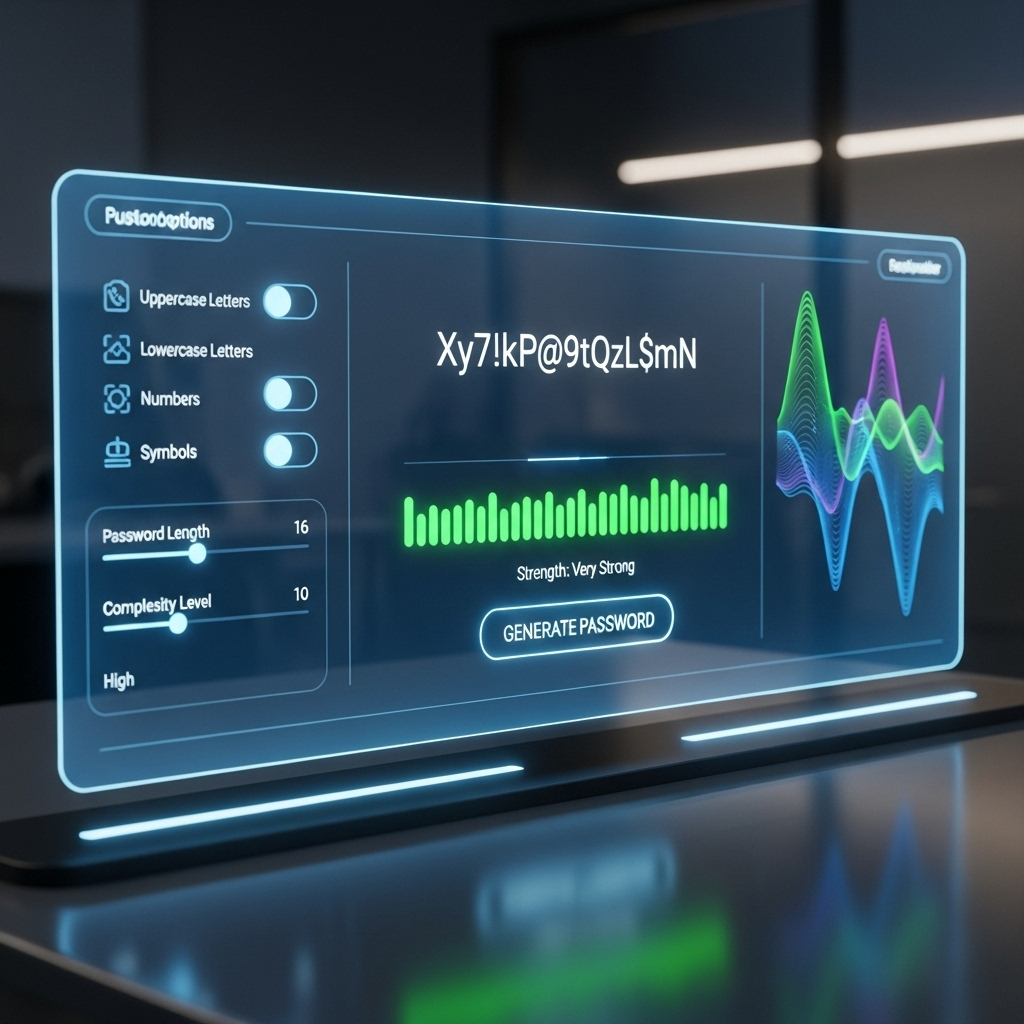 Uppercase Letters
Lowercase Letters
Numbers
Symbols
Password Length 16
Complesity Level 10
High
Xy7!kP@9tQzL$mN
Strength: Very Strong
GENERATE PASSWORD